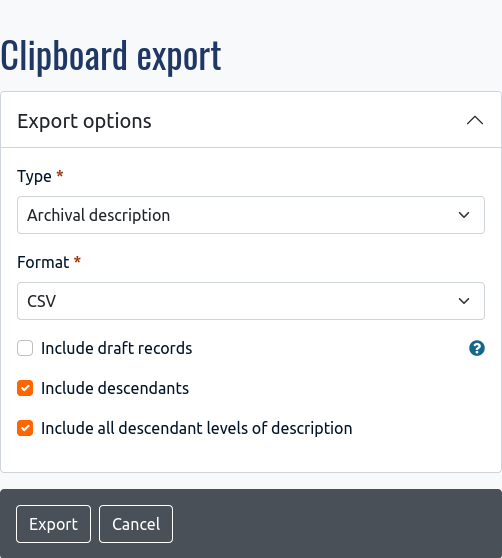 Clipboard export
Export options
Type *
Archival description
Format *
CSV
Include draft records
?
Include descendants
Include all descendant levels of description
Export Cancel